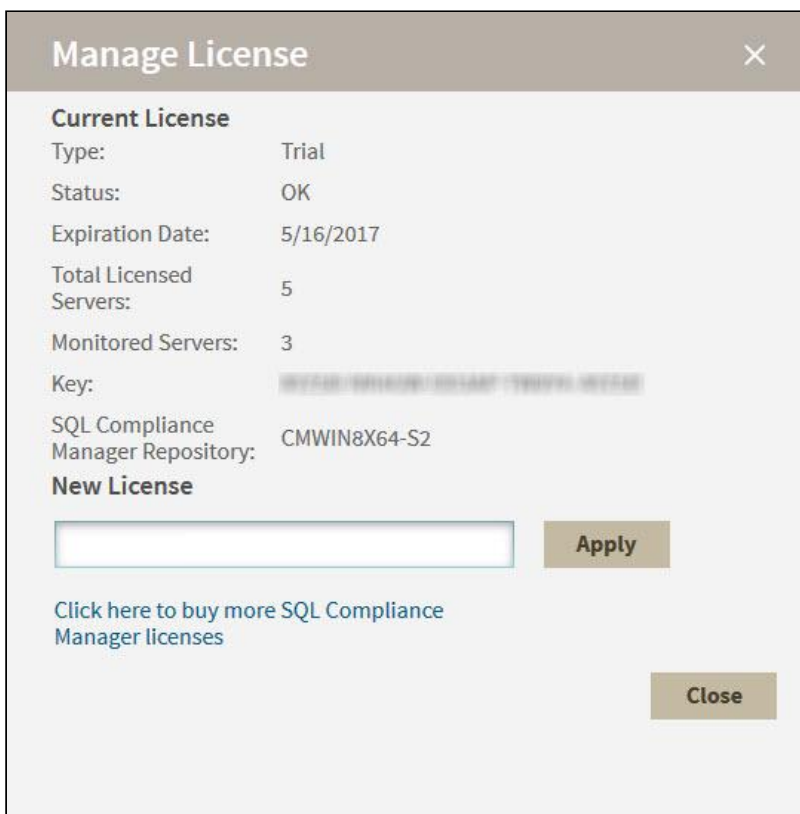 Manage License
Current License
Type: Trial
Status: OK
Expiration Date: 5/16/2017
Total Licensed
Servers: 5
Monitored Servers: 3
Key:
SQL Compliance
Manager Repository: CMWIN8X64-S2
New License
Apply
Click here to buy more SQL Compliance
Manager licenses
Close